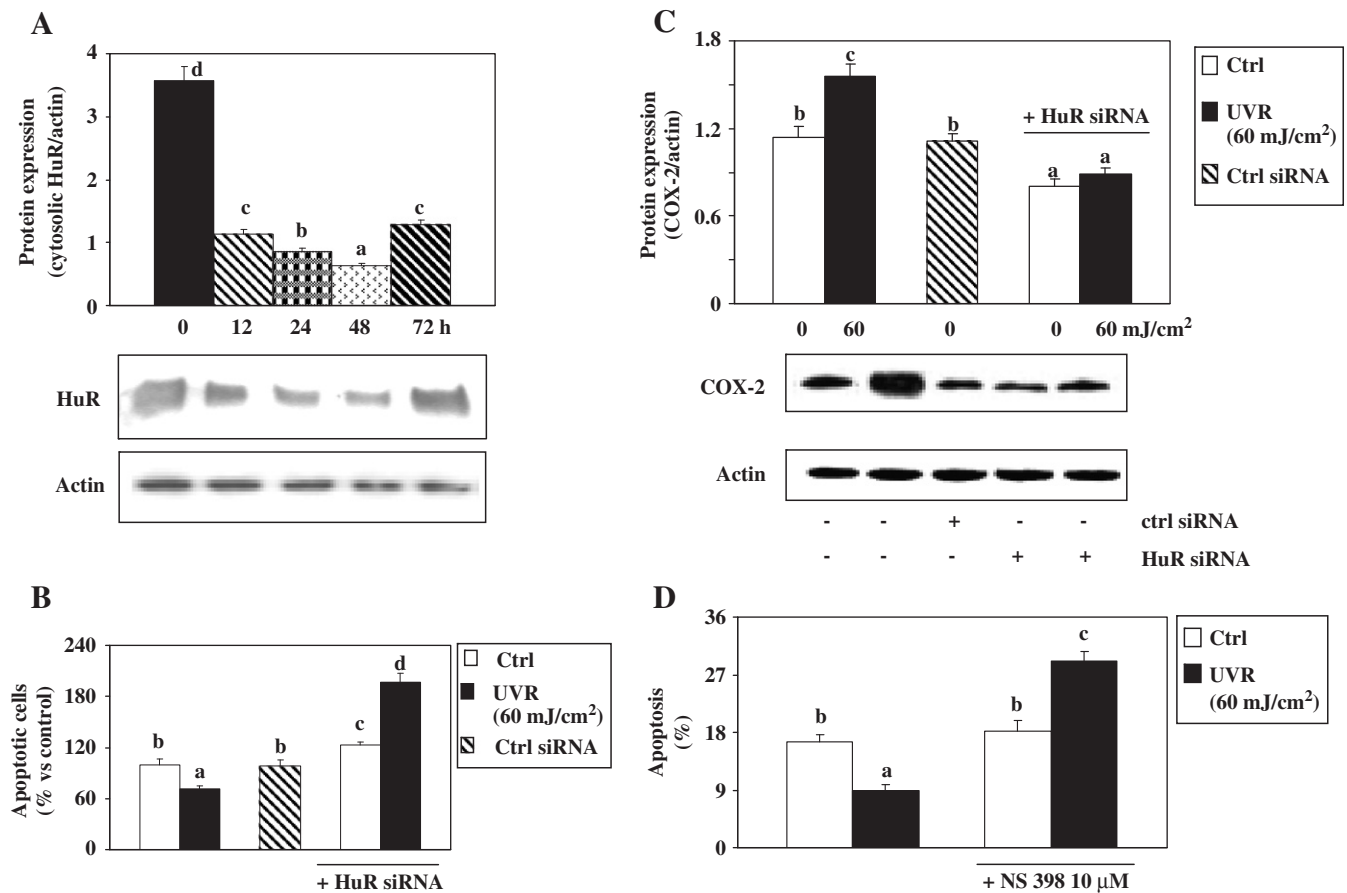 A
Protein expression
(cytosolic HuR/actin)
4
3
2
1
0
d
c
b
a
c
0 12 24 48 72 h
HuR
Actin
B
Apoptotic cells
(% vs control)
240
180
120
60
0
b
a
b
c
d
+ HuR siRNA
Ctrl
UVR
(60 mJ/cm²)
Ctrl siRNA
C
Protein expression
(COX-2/actin)
1.8
1.2
0.6
0
b
c
b
+ HuR siRNA
a
a
0 60 0 0 60 mJ/cm²
Ctrl
UVR
(60 mJ/cm²)
Ctrl siRNA
COX-2
Actin
- - + - - ctrl siRNA
- - - + + HuR siRNA
D
Apoptosis
(%)
36
27
18
9
0
b
a
b
c
+ NS 398 10 µM
Ctrl
UVR
(60 mJ/cm²)